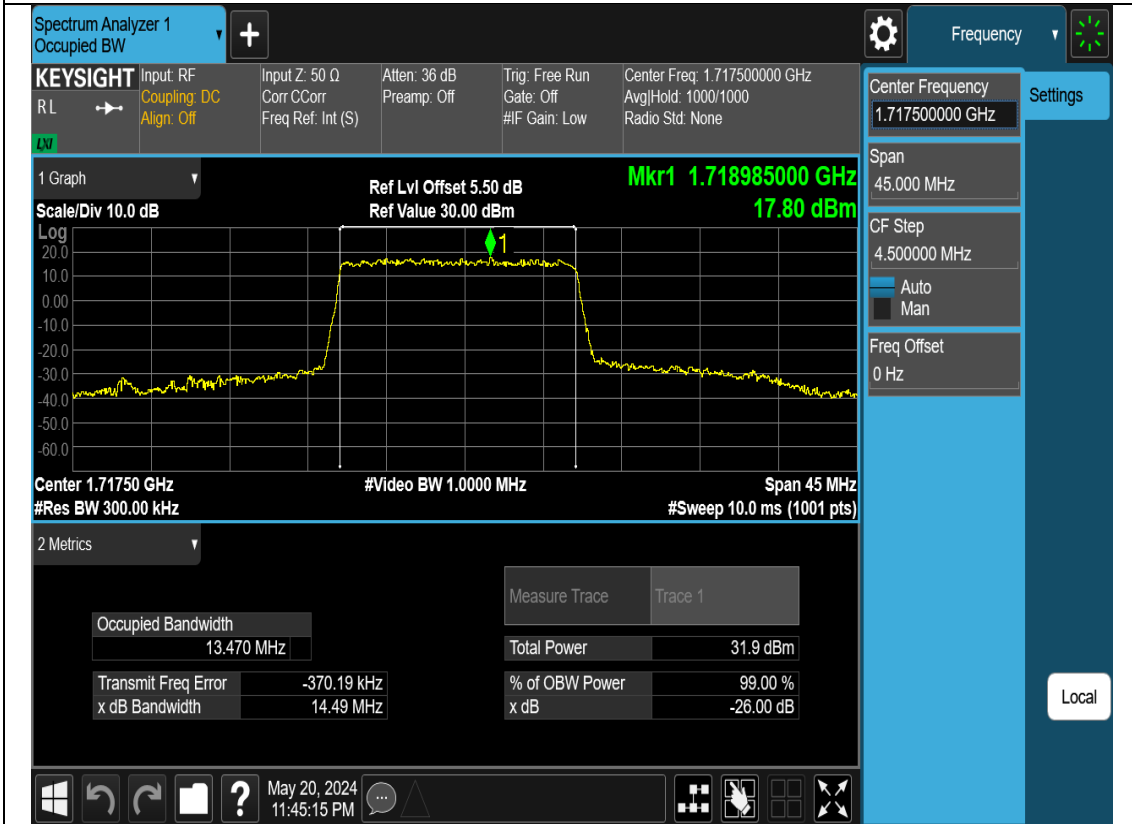 Spectrum Analyzer 1
Occupied BW
+
Frequency
KEYSIGHT
R L
LXI
Input: RF
Coupling: DC
Align: Off
Input Z: 50 Ω
Corr CCorr
Freq Ref: Int (S)
Atten: 36 dB
Preamp: Off
Trig: Free Run
Gate: Off
#IF Gain: Low
Center Freq: 1.717500000 GHz
Avg|Hold: 1000/1000
Radio Std: None
1 Graph
Scale/Div 10.0 dB
Ref Lvl Offset 5.50 dB
Ref Value 30.00 dBm
Mkr1 1.718985000 GHz
17.80 dBm
Log
20.0
10.0
0.00
-10.0
-20.0
-30.0
-40.0
-50.0
-60.0
1
Center 1.71750 GHz
#Video BW 1.0000 MHz
Span 45 MHz
#Res BW 300.00 kHz
#Sweep 10.0 ms (1001 pts)
2 Metrics
Measure Trace Trace 1
Occupied Bandwidth
13.470 MHz
Total Power 31.9 dBm
Transmit Freq Error -370.19 kHz
% of OBW Power 99.00 %
x dB Bandwidth 14.49 MHz
x dB -26.00 dB
Center Frequency
1.717500000 GHz
Settings
Span
45.000 MHz
CF Step
4.500000 MHz
Auto
Man
Freq Offset
0 Hz
Local
?
May 20, 2024
11:45:15 PM